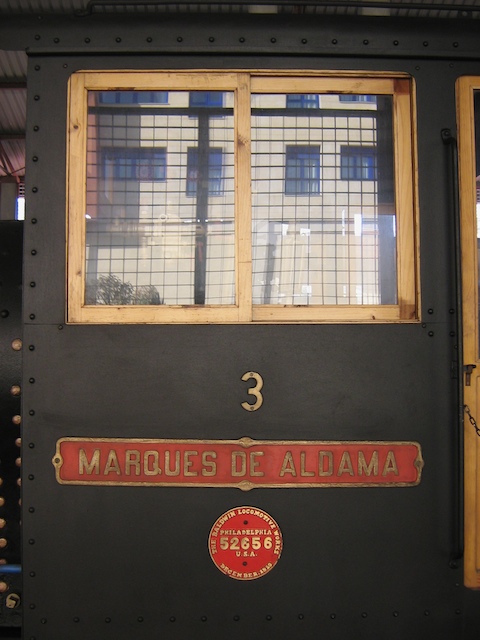 3
MARQUES DE ALDAMA
THE BALDWIN LOCOMOTIVE WORKS
PHILADELPHIA
52656
U.S.A.